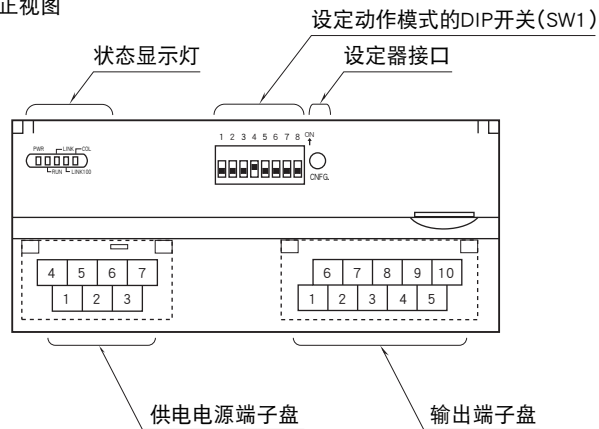 正视图
设定动作模式的DIP开关(SW1)
状态显示灯
设定器接口
1 2 3 4 5 6 7 8 ON
PWR LINK COL
RUN LINK100
CNFG.
4 5 6 7
1 2 3
6 7 8 9 10
1 2 3 4 5
供电电源端子盘
输出端子盘